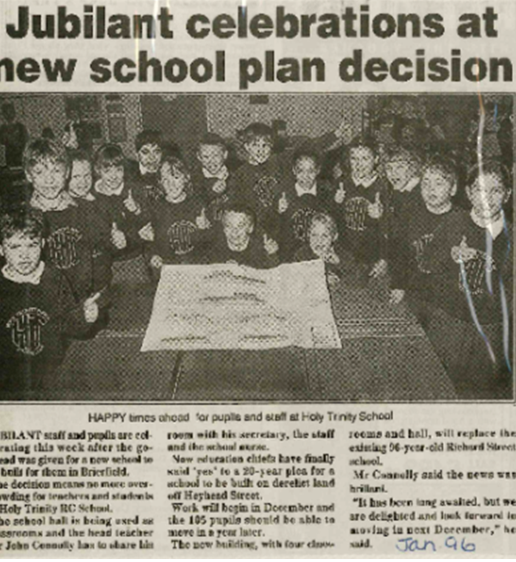 Jubilant celebrations at
new school plan decision
HAPPY times ahead for pupils and staff at Holy Trinity School
JUBILANT staff and pupils are cel-
rating this week after the go-
ead was given for a new school to
built for them in Brierfield.
he decision means no more over-
wding for teachers and students
Holy Trinity RC School.
he school hall is being used as
ssrooms and the head teacher
r John Connolly has to share his
room with his secretary, the staff
and the school nurse.
Now education chiefs have finally
said 'yes' to a 20-year plea for a
school to be built on derelict land
off Heyhead Street.
Work will begin in December and
the 105 pupils should be able to
move in a year later.
The new building, with four class-
rooms and hall, will replace the
existing 96-year-old Richard Street
school.
Mr Connolly said the news was
brilliant.
"It has been long awaited, but we
are delighted and look forward to
moving in next December," he
said.
Jan 96